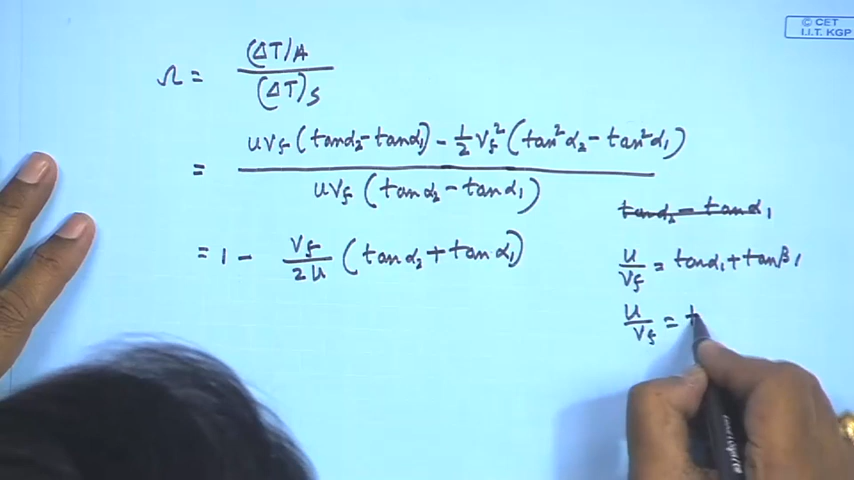 © CET
I.I.T. KGP
Ω = (ΔT)A / (ΔT)S
= uVf (tanα2 - tanα1) - 1/2 Vf² (tan²α2 - tan²α1) / uVf (tanα2 - tanα1)
= 1 - Vf / 2u (tanα2 + tanα1)
tanα2 - tanα1
u / Vf = tanα1 + tanβ1
u / Vf = t